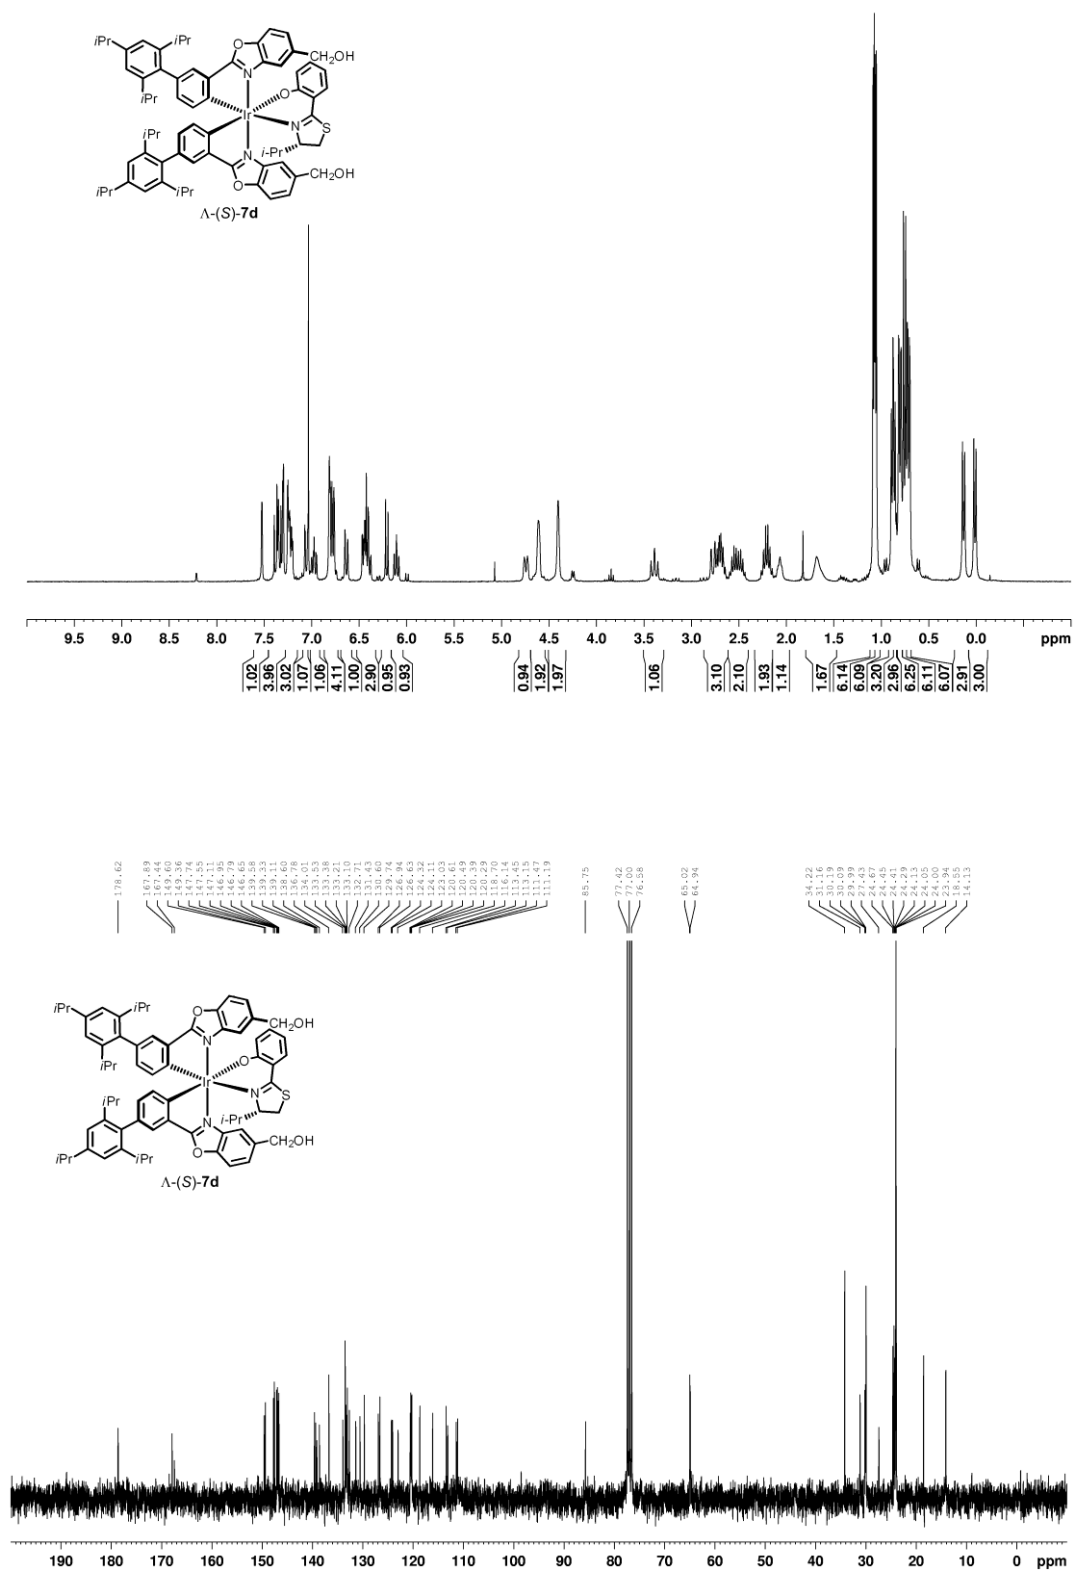 iPr
iPr
iPr
O
N
CH2OH
O
Ir
N
S
i-Pr
iPr
iPr
iPr
N
O
CH2OH
Λ-(S)-7d
9.5 9.0 8.5 8.0 7.5 7.0 6.5 6.0 5.5 5.0 4.5 4.0 3.5 3.0 2.5 2.0 1.5 1.0 0.5 0.0 ppm
1.02 3.96 3.02 1.07 1.06 4.11 1.00 2.90 0.95 0.93 0.94 1.92 1.97 1.06 3.10 2.10 1.93 1.14 1.67 6.14 6.09 3.20 2.96 6.25 6.11 6.07 2.91 3.00
178.62
167.89
167.44
149.60
149.36
147.74
147.55
147.11
146.95
146.79
146.65
139.58
139.33
139.11
138.60
136.78
134.01
133.53
133.38
133.21
133.10
132.71
131.43
130.60
129.74
126.94
126.63
124.32
124.11
123.03
120.61
120.49
120.39
120.29
118.70
116.14
113.45
113.15
111.47
111.19
85.75
77.42
77.00
76.58
65.02
64.94
34.22
31.16
30.19
30.09
29.99
27.43
24.67
24.55
24.41
24.29
24.13
24.05
24.00
23.94
18.55
14.13
iPr
iPr
iPr
O
N
CH2OH
O
Ir
N
S
i-Pr
iPr
iPr
iPr
N
O
CH2OH
Λ-(S)-7d
190 180 170 160 150 140 130 120 110 100 90 80 70 60 50 40 30 20 10 0 ppm